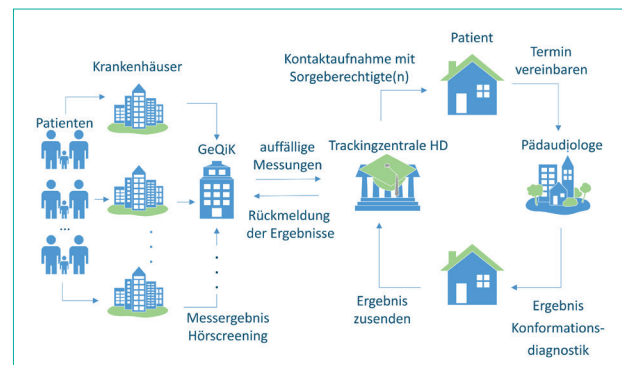 Krankenhäuser
Patienten
...
GeQiK
Messergebnis
Hörscreening
auffällige
Messungen
Rückmeldung
der Ergebnisse
Kontaktaufnahme mit
Sorgeberechtigte(n)
Trackingzentrale HD
Patient
Termin
vereinbaren
Pädaudiologe
Ergebnis
Konformations-
diagnostik
Ergebnis
zusenden